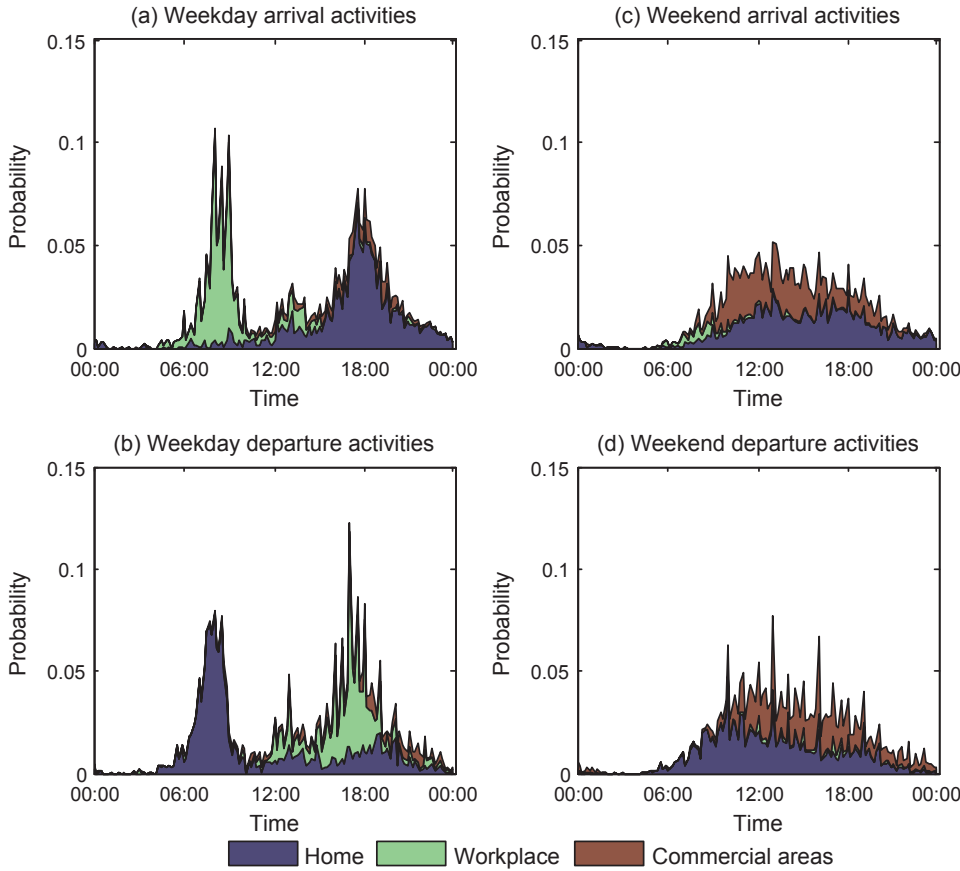 (a) Weekday arrival activities
0.15
0.1
0.05
0
Probability
00:00 06:00 12:00 18:00 00:00
Time
(c) Weekend arrival activities
0.15
0.1
0.05
0
Probability
00:00 06:00 12:00 18:00 00:00
Time
(b) Weekday departure activities
0.15
0.1
0.05
0
Probability
00:00 06:00 12:00 18:00 00:00
Time
(d) Weekend departure activities
0.15
0.1
0.05
0
Probability
00:00 06:00 12:00 18:00 00:00
Time
Home Workplace Commercial areas